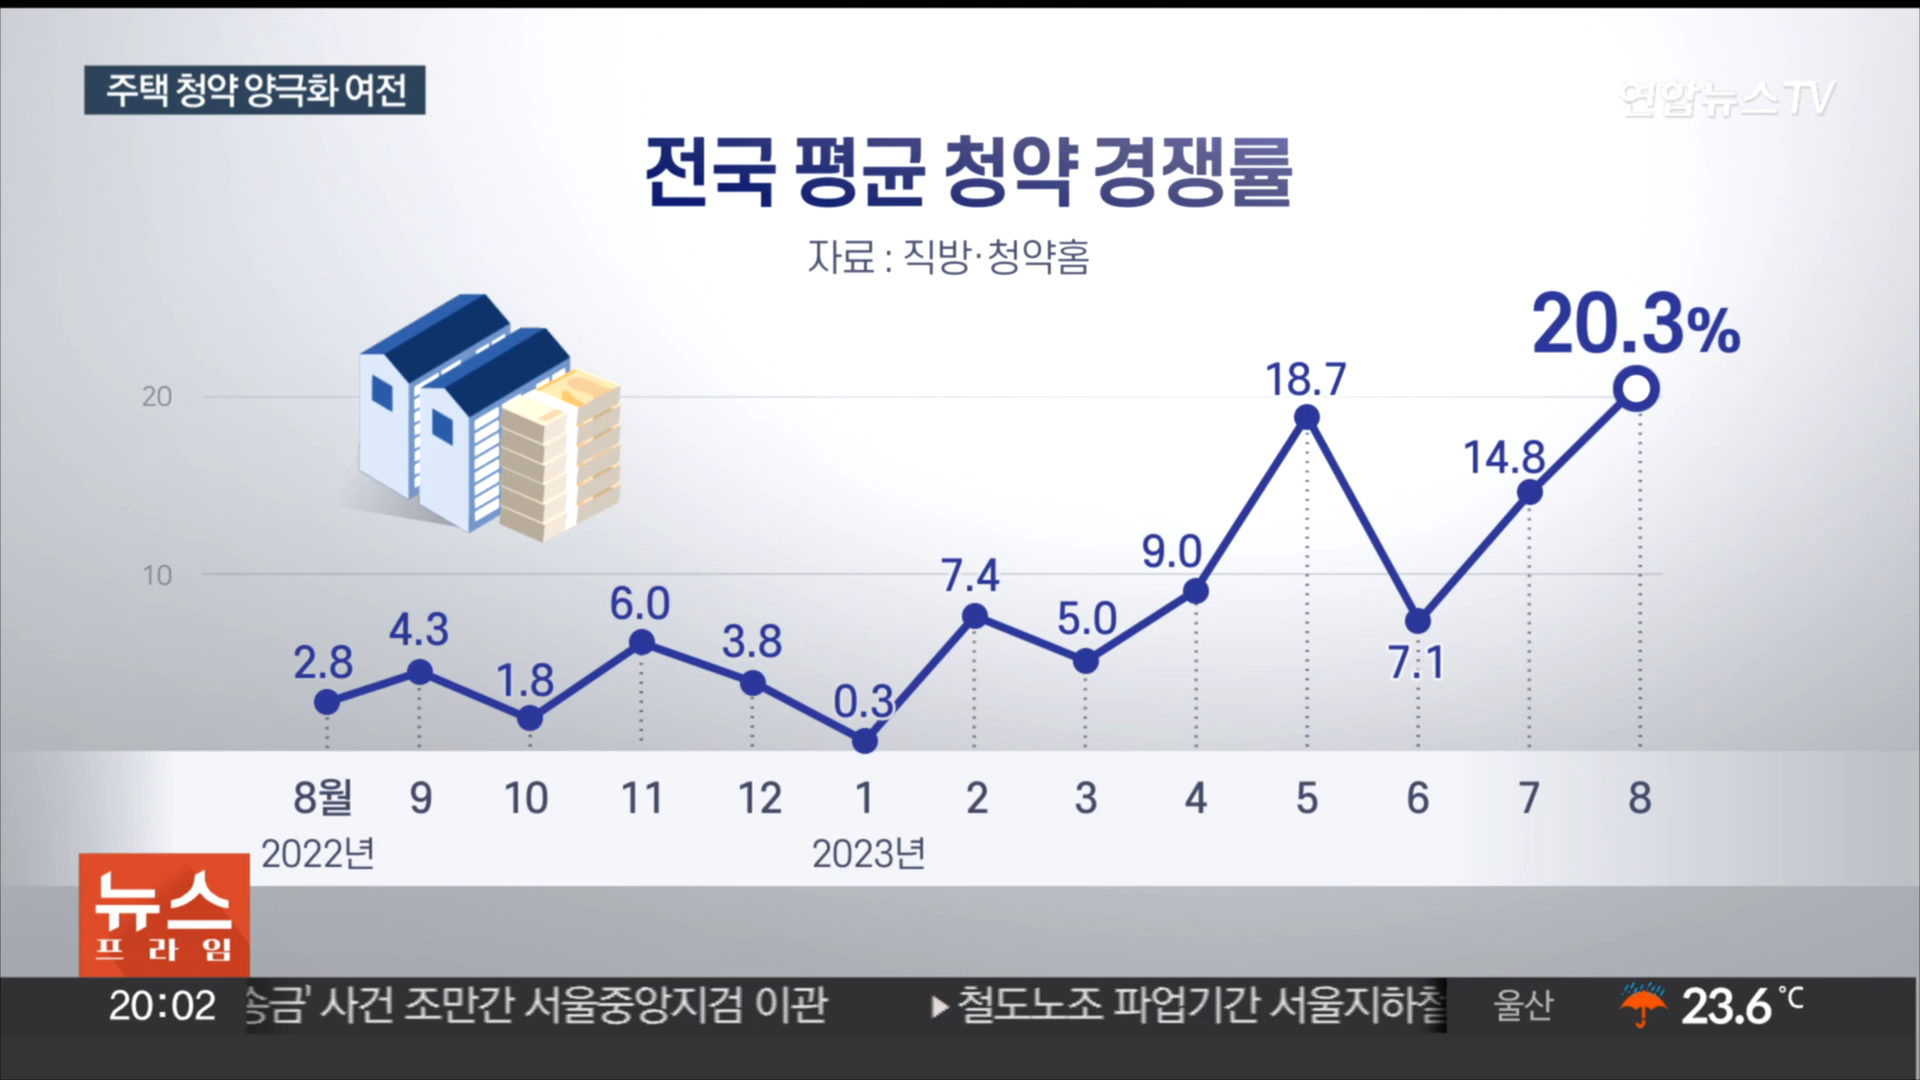 주택 청약 양극화 여전
연합뉴스TV
전국 평균 청약 경쟁률
자료 : 직방·청약홈
20.3%
18.7
20
14.8
9.0
7.4
10
6.0
5.0
4.3
3.8
7.1
2.8
1.8
0.3
8월 9 10 11 12 1 2 3 4 5 6 7 8
2022년 2023년
뉴스
프라임
20:02 송금' 사건 조만간 서울중앙지검 이관 ▶철도노조 파업기간 서울지하철 울산 23.6 ℃